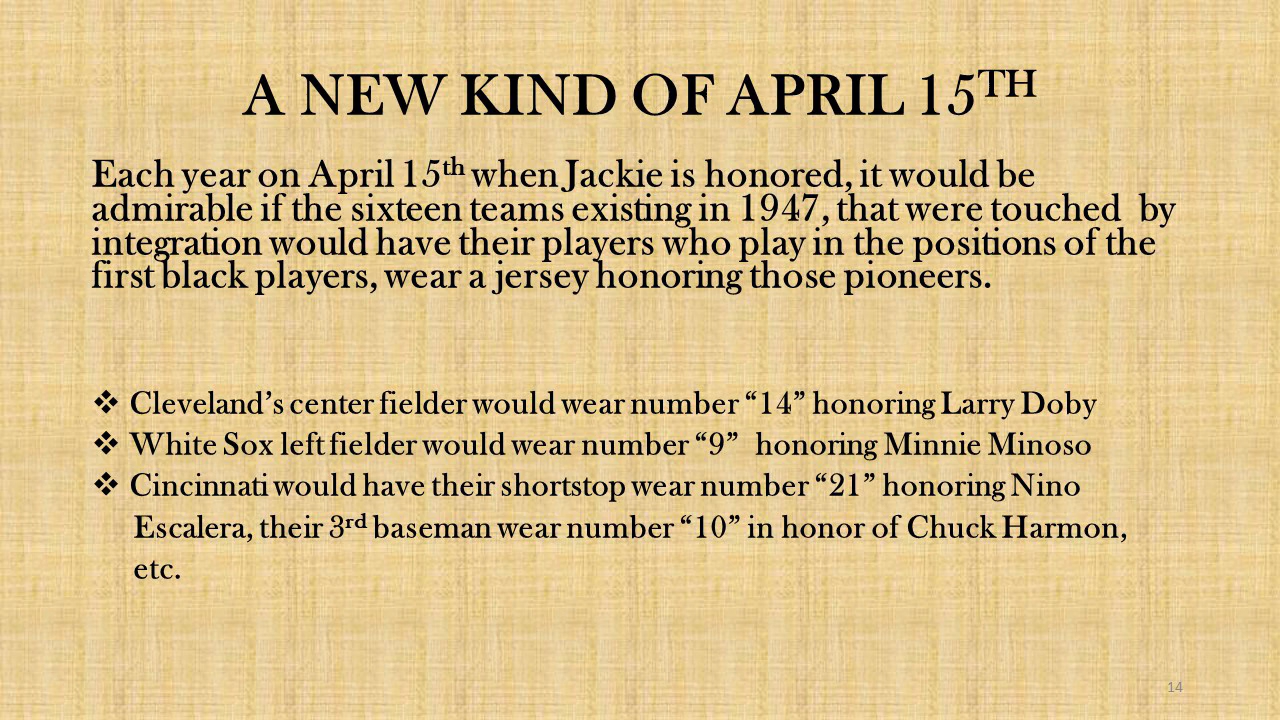 A NEW KIND OF APRIL 15TH
Each year on April 15th when Jackie is honored, it would be
admirable if the sixteen teams existing in 1947, that were touched by
integration would have their players who play in the positions of the
first black players, wear a jersey honoring those pioneers.
❖ Cleveland’s center fielder would wear number “14” honoring Larry Doby
❖ White Sox left fielder would wear number “9” honoring Minnie Minoso
❖ Cincinnati would have their shortstop wear number “21” honoring Nino
Escalera, their 3rd baseman wear number “10” in honor of Chuck Harmon,
etc.
14